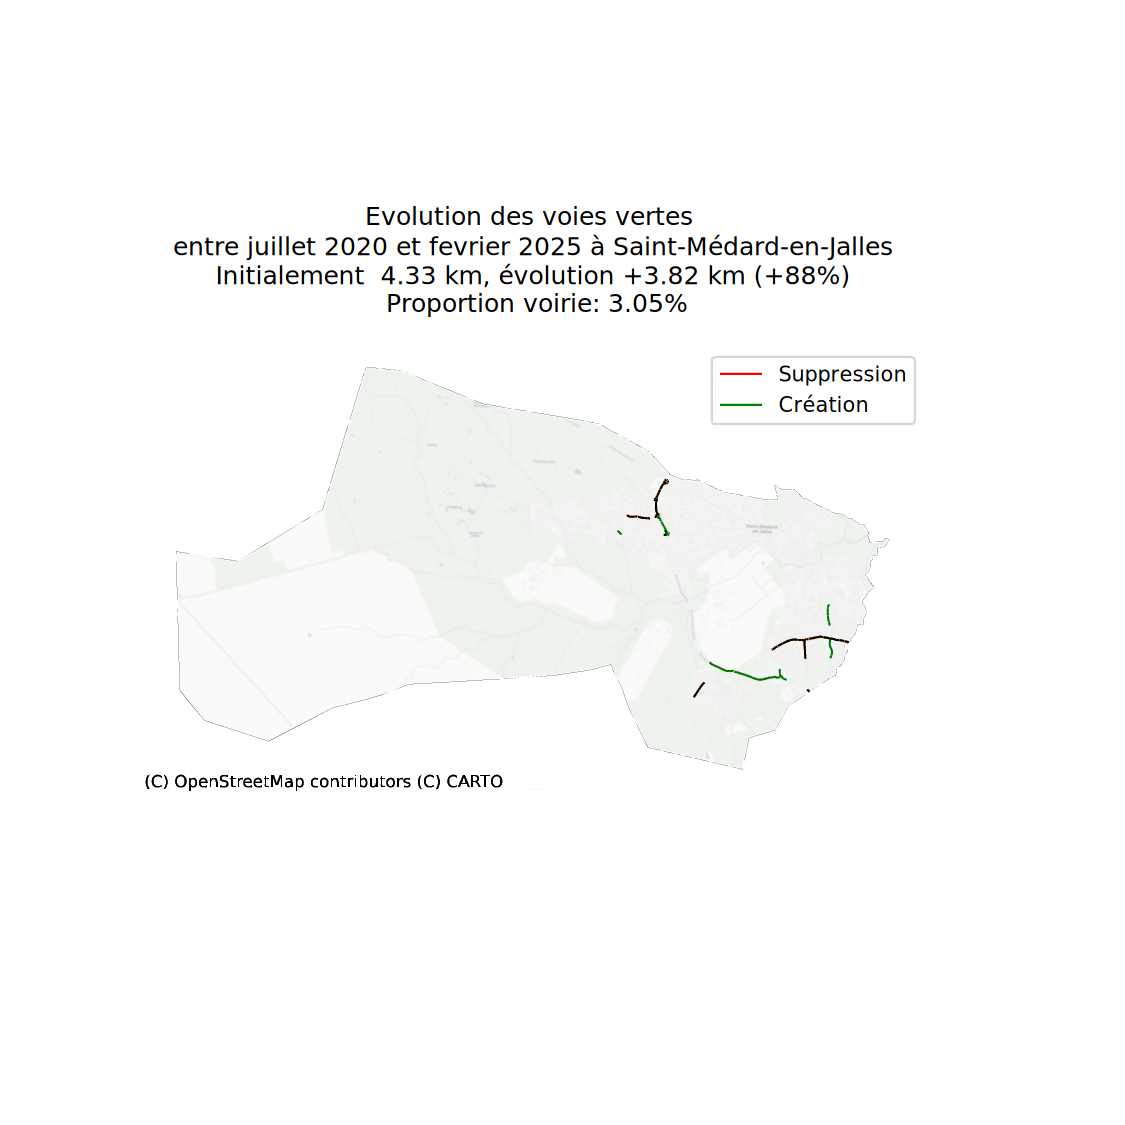 Evolution des voies vertes
entre juillet 2020 et fevrier 2025 à Saint-Médard-en-Jalles
Initialement  4.33 km, évolution +3.82 km (+88%)
Proportion voirie: 3.05%
Suppression
Création
(C) OpenStreetMap contributors (C) CARTO